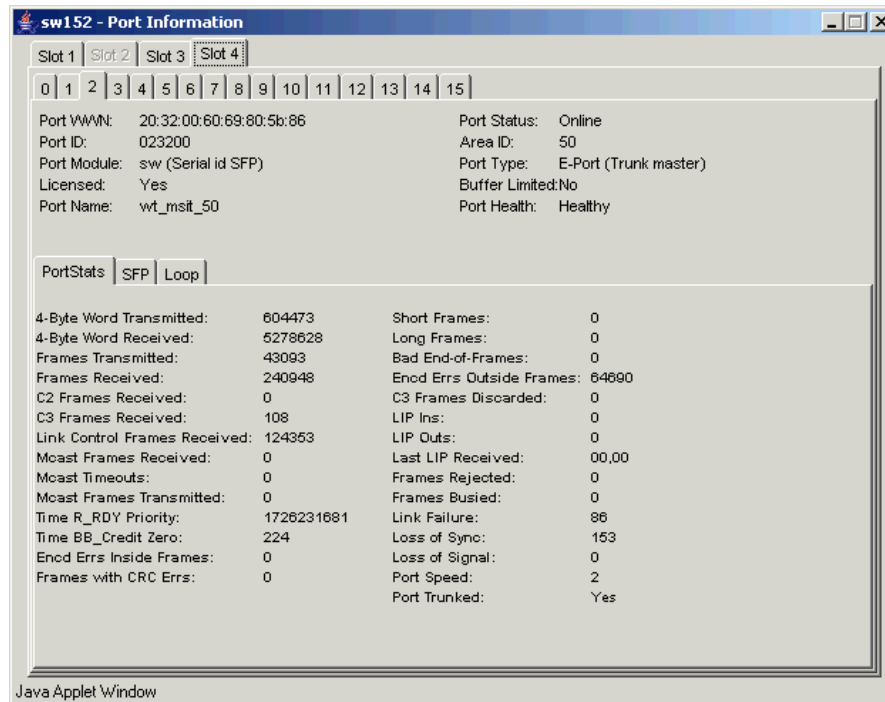 sw152 - Port Information
Slot 1 Slot 2 Slot 3 Slot 4
0 1 2 3 4 5 6 7 8 9 10 11 12 13 14 15
Port WWN: 20:32:00:60:69:80:5b:86 Port Status: Online
Port ID: 023200 Area ID: 50
Port Module: sw (Serial id SFP) Port Type: E-Port (Trunk master)
Licensed: Yes Buffer Limited:No
Port Name: wt_msit_50 Port Health: Healthy
PortStats SFP Loop
4-Byte Word Transmitted: 604473 Short Frames: 0
4-Byte Word Received: 5278628 Long Frames: 0
Frames Transmitted: 43093 Bad End-of-Frames: 0
Frames Received: 240948 Encd Errs Outside Frames: 64690
C2 Frames Received: 0 C3 Frames Discarded: 0
C3 Frames Received: 108 LIP Ins: 0
Link Control Frames Received: 124353 LIP Outs: 0
Mcast Frames Received: 0 Last LIP Received: 00,00
Mcast Timeouts: 0 Frames Rejected: 0
Mcast Frames Transmitted: 0 Frames Busied: 0
Time R_RDY Priority: 1726231681 Link Failure: 86
Time BB_Credit Zero: 224 Loss of Sync: 153
Encd Errs Inside Frames: 0 Loss of Signal: 0
Frames with CRC Errs: 0 Port Speed: 2
Port Trunked: Yes
Java Applet Window